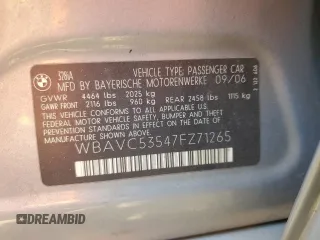 328iA VEHICLE TYPE: PASSENGER CAR
MFD BY BAYERISCHE MOTORENWERKE 09/06
GVWR 4464 lbs 2025 kg
GAWR FRONT 2116 lbs 960 kg REAR 2458 lbs 1115 kg
THIS VEHICLE CONFORMS TO ALL APPLICABLE
U.S. FEDERAL MOTOR VEHICLE SAFETY,
BUMPER AND THEFT PREVENTION STANDARDS
IN EFFECT ON THE DATE OF MANUFACTURE
SHOWN ABOVE.
WBAVC53547FZ71265
DREAMBID